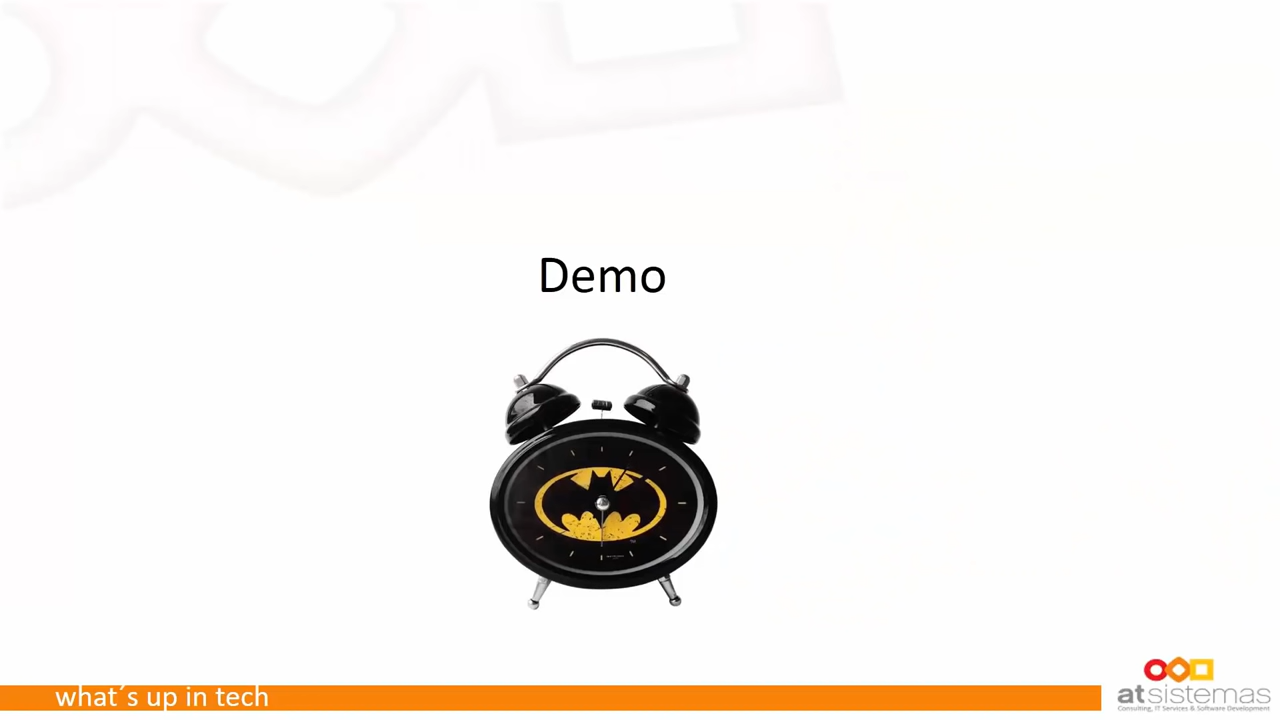 Demo
what´s up in tech
atsistemas
Consulting, IT Services & Software Development